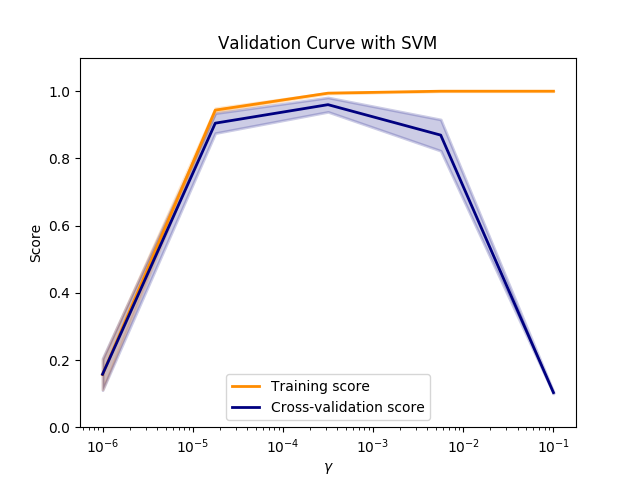 Validation Curve with SVM
Score
1.0
0.8
0.6
0.4
0.2
0.0
Training score
Cross-validation score
10⁻⁶ 10⁻⁵ 10⁻⁴ 10⁻³ 10⁻² 10⁻¹
γ